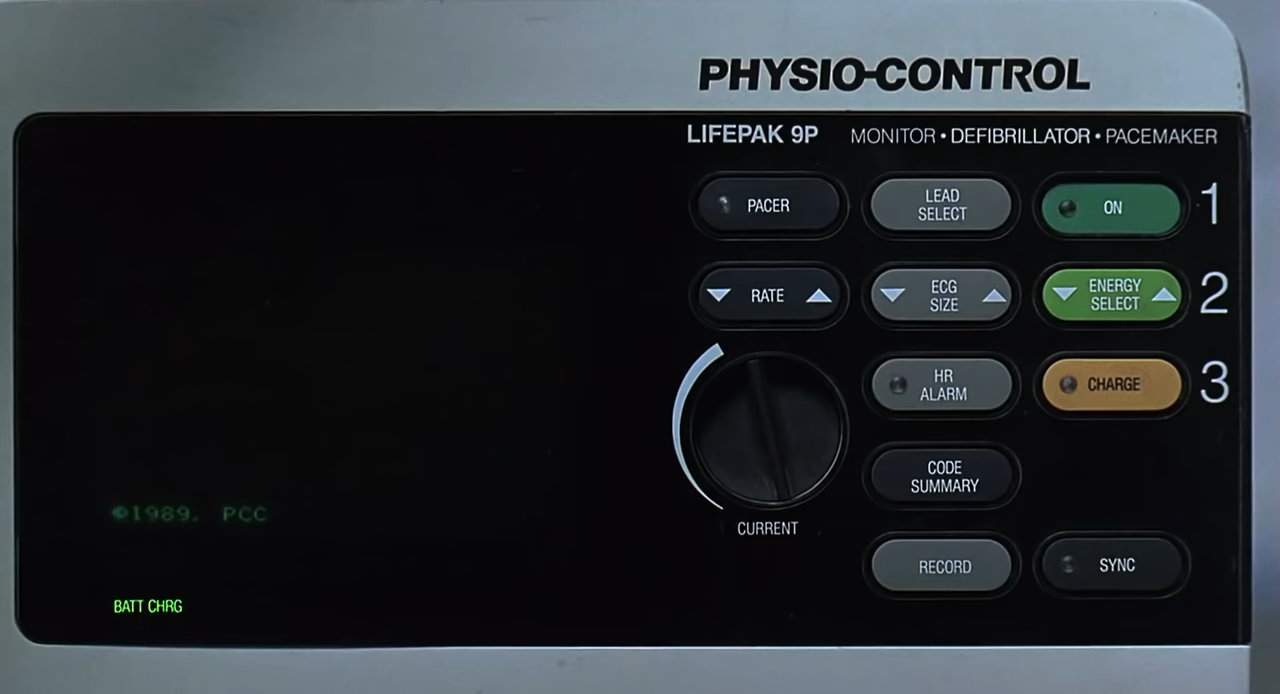 PHYSIO-CONTROL
LIFEPAK 9P MONITOR • DEFIBRILLATOR • PACEMAKER
PACER
LEAD
SELECT
ON
1
RATE
ECG
SIZE
ENERGY
SELECT
2
HR
ALARM
CHARGE
3
CODE
SUMMARY
CURRENT
RECORD
SYNC
©1989. PCC
BATT CHRG